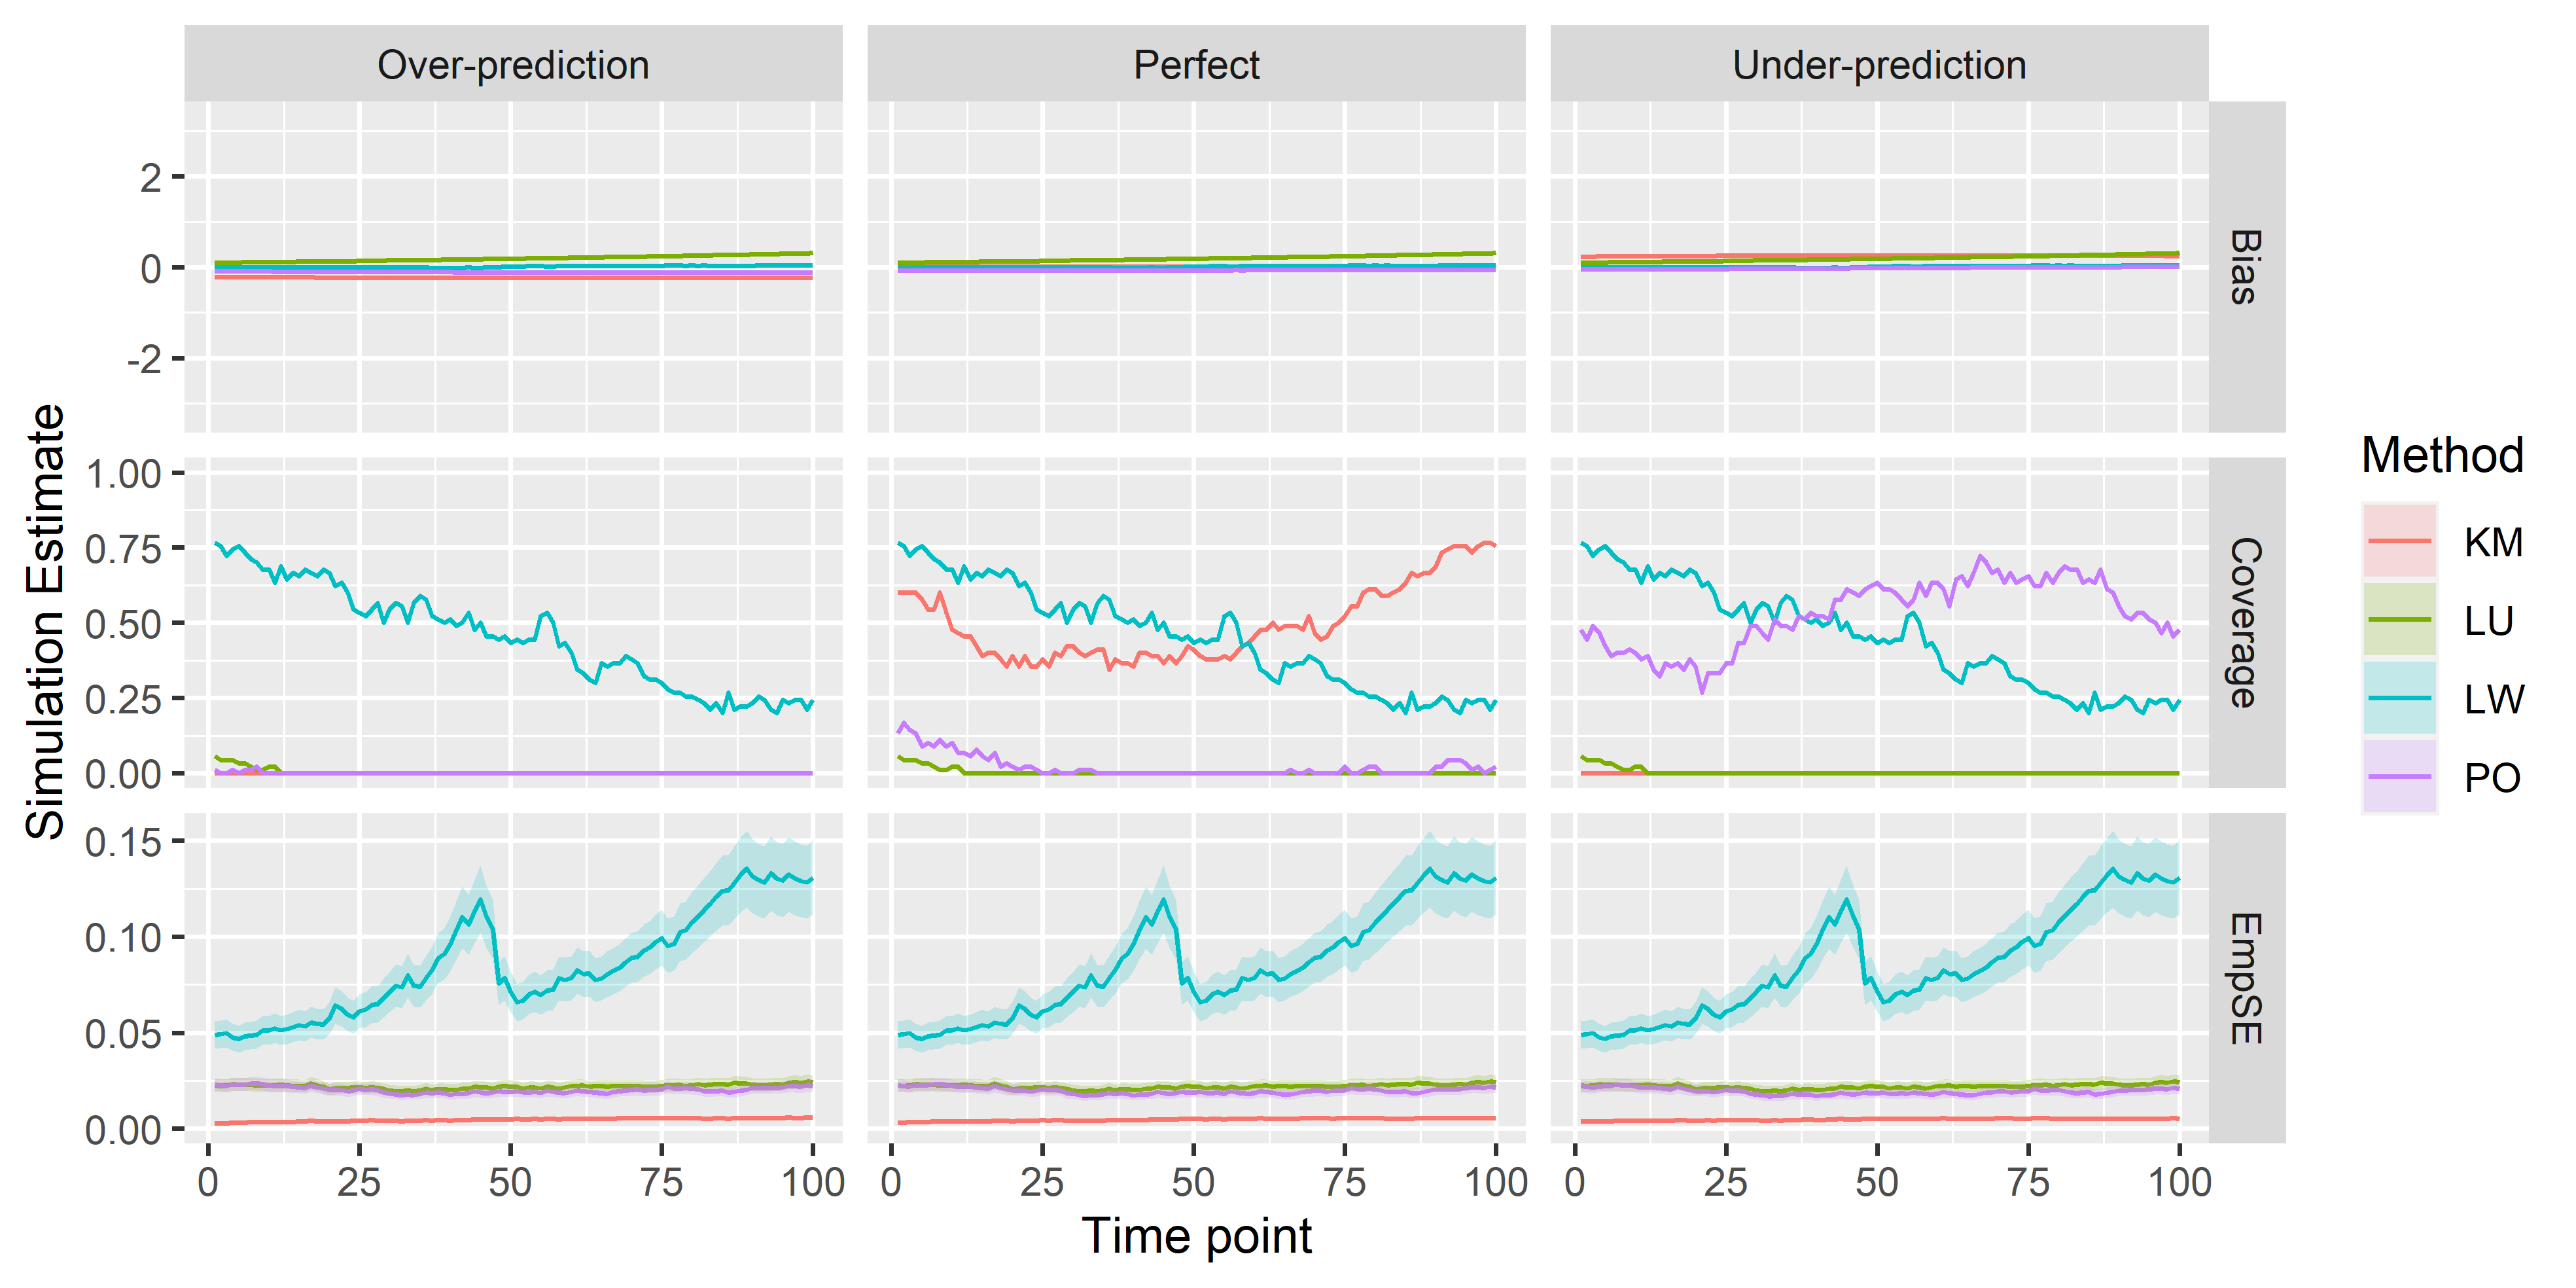 Over-prediction
Perfect
Under-prediction
Simulation Estimate
2
0
-2
Bias
1.00
0.75
0.50
0.25
0.00
Coverage
0.15
0.10
0.05
0.00
EmpSE
0 25 50 75 100
0 25 50 75 100
0 25 50 75 100
Time point
Method
KM
LU
LW
PO